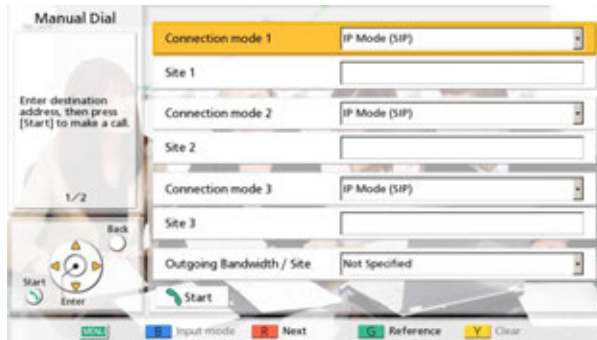 Manual Dial
Enter destination
address, then press
[Start] to make a call.
1/2
Back
Start
Enter
Connection mode 1
IP Mode (SIP)
Site 1
Connection mode 2
IP Mode (SIP)
Site 2
Connection mode 3
IP Mode (SIP)
Site 3
Outgoing Bandwidth / Site
Not Specified
Start
MENU
B Input mode
R Next
G Reference
Y Clear